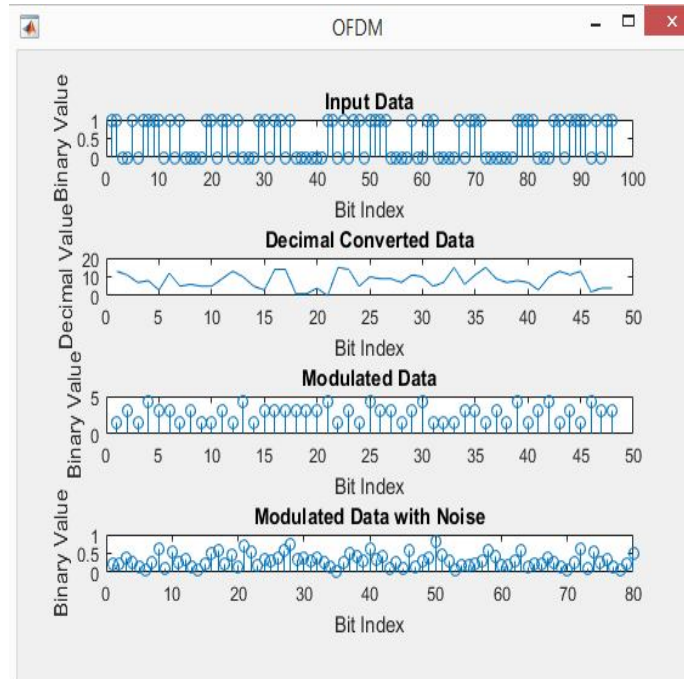 OFDM
Input Data
Binary Value
1
0.5
0
0 10 20 30 40 50 60 70 80 90 100
Bit Index
Decimal Converted Data
Decimal Value
20
10
0
0 5 10 15 20 25 30 35 40 45 50
Bit Index
Modulated Data
Binary Value
5
0
0 5 10 15 20 25 30 35 40 45 50
Bit Index
Modulated Data with Noise
Binary Value
1
0.5
0
0 10 20 30 40 50 60 70 80
Bit Index